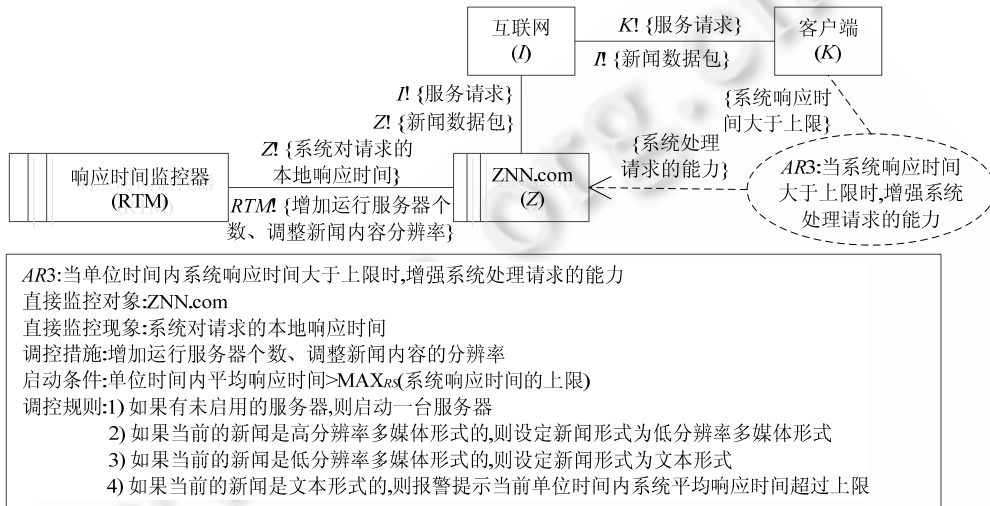 互联网
(I)
K! {服务请求}
I! {新闻数据包}
客户端
(K)
I! {服务请求}
Z! {新闻数据包}
{系统响应时
间大于上限}
响应时间监控器
(RTM)
Z! {系统对请求的
本地响应时间}
RTM! {增加运行服务器个
数、调整新闻内容分辨率}
ZNN.com
(Z)
{系统处理
请求的能力}
AR3:当系统响应时间
大于上限时,增强系统
处理请求的能力
AR3:当单位时间内系统响应时间大于上限时,增强系统处理请求的能力
直接监控对象:ZNN.com
直接监控现象:系统对请求的本地响应时间
调控措施:增加运行服务器个数、调整新闻内容的分辨率
启动条件:单位时间内平均响应时间>MAXRS(系统响应时间的上限)
调控规则:1) 如果有未启用的服务器,则启动一台服务器
2) 如果当前的新闻是高分辨率多媒体形式的,则设定新闻形式为低分辨率多媒体形式
3) 如果当前的新闻是低分辨率多媒体形式的,则设定新闻形式为文本形式
4) 如果当前的新闻是文本形式的,则报警提示当前单位时间内系统平均响应时间超过上限